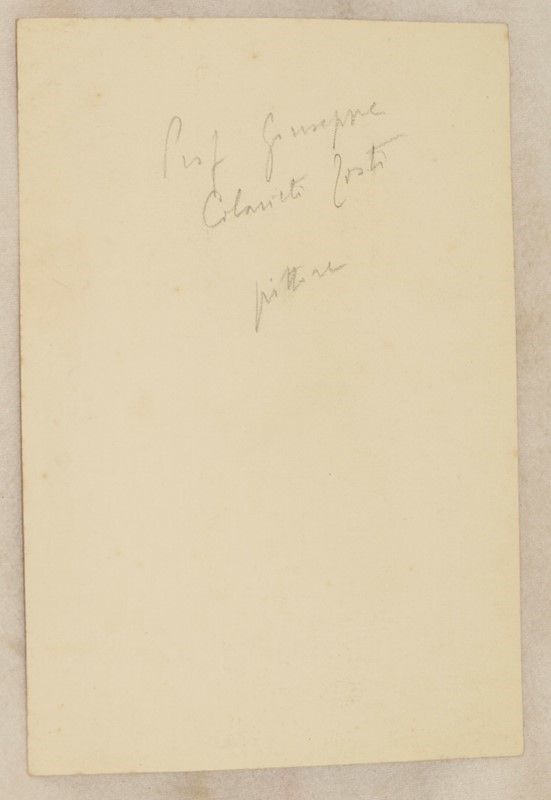 Prof Giuseppe
Colarieti Tosti
pittore